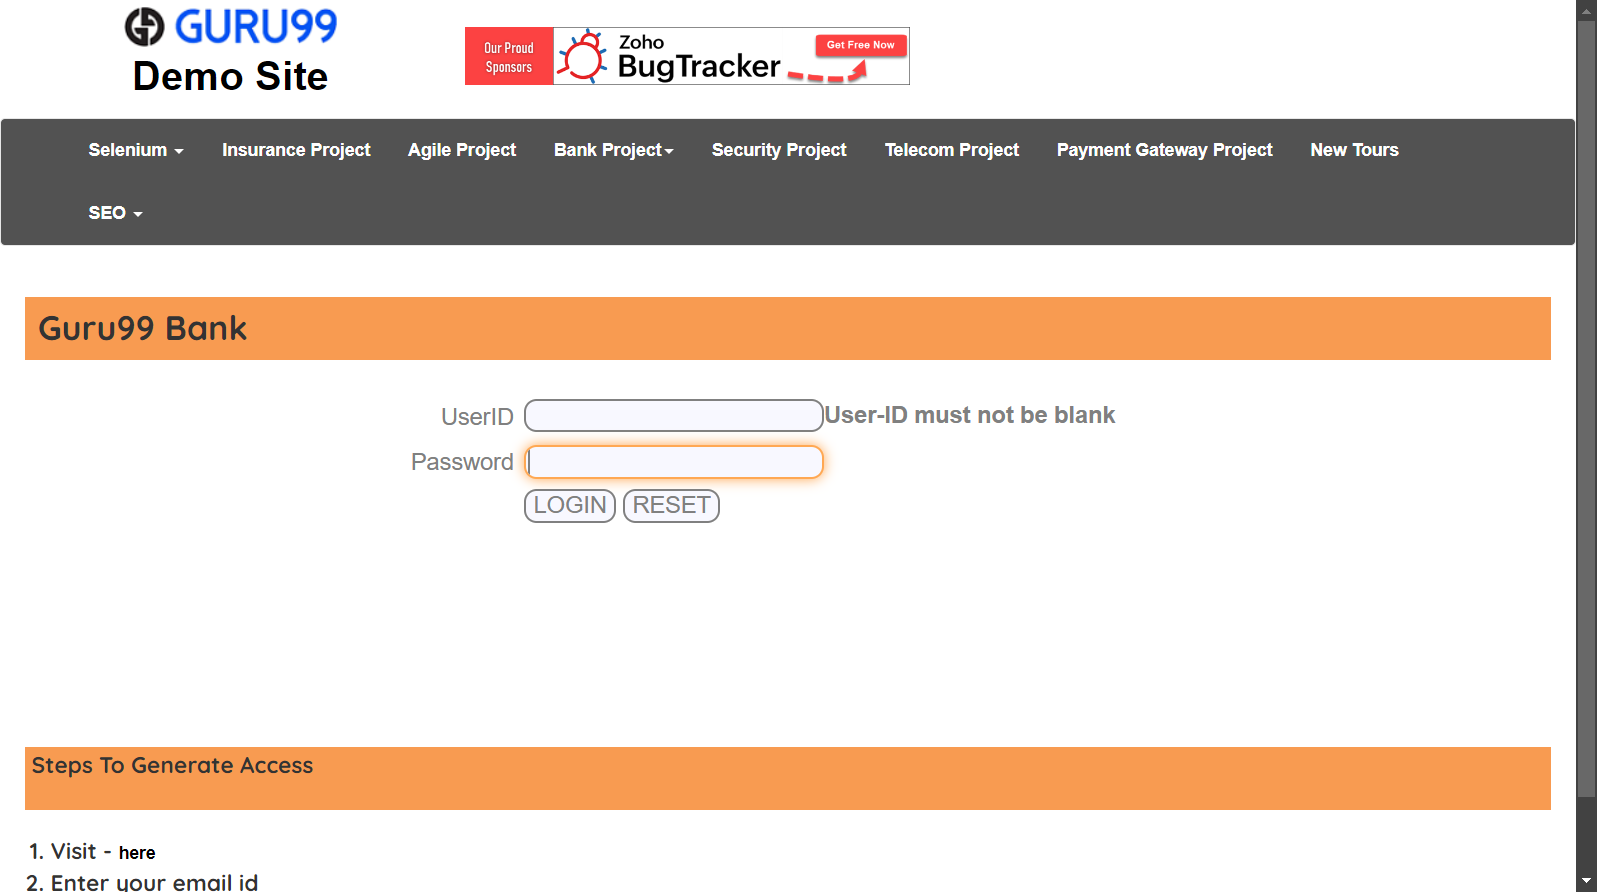 GURU99
Demo Site
Our Proud
Sponsors
Zoho
BugTracker
Get Free Now
Selenium
Insurance Project
Agile Project
Bank Project
Security Project
Telecom Project
Payment Gateway Project
New Tours
SEO
Guru99 Bank
UserID
User-ID must not be blank
Password
LOGIN RESET
Steps To Generate Access
1. Visit - here
2. Enter your email id